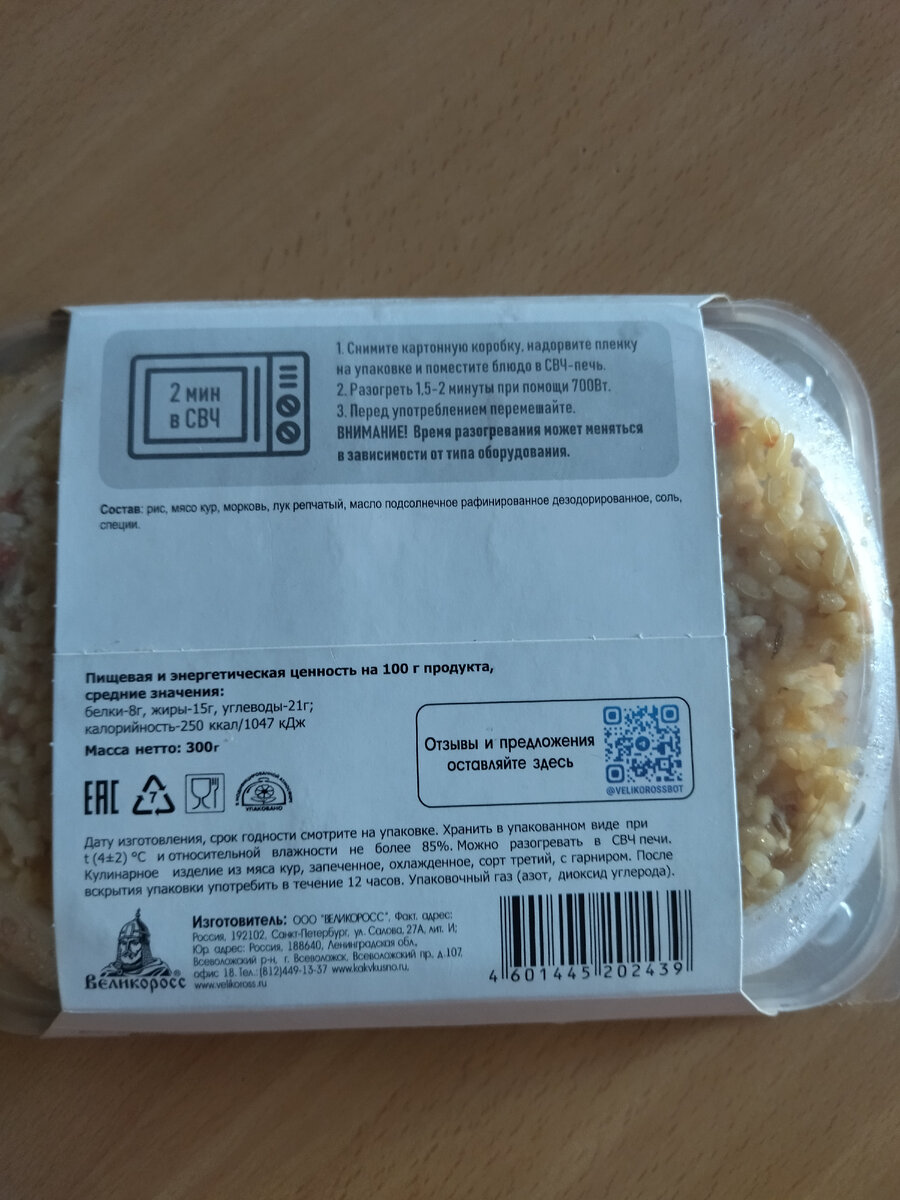 2 мин
в СВЧ
1. Снимите картонную коробку, надорвите пленку
на упаковке и поместите блюдо в СВЧ-печь.
2. Разогреть 1,5-2 минуты при помощи 700Вт.
3. Перед употреблением перемешайте.
ВНИМАНИЕ! Время разогревания может меняться
в зависимости от типа оборудования.
Состав: рис, мясо кур, морковь, лук репчатый, масло подсолнечное рафинированное дезодорированное, соль,
специи.
Пищевая и энергетическая ценность на 100 г продукта,
средние значения:
белки-8г, жиры-15г, углеводы-21г;
калорийность-250 ккал/1047 кДж
Масса нетто: 300г
Отзывы и предложения
оставляйте здесь
@VELIKOROSSBOT
ЕАС
7
В МОДИФИЦИРОВАННОЙ АТМОСФЕРЕ
УПАКОВАНО
Дату изготовления, срок годности смотрите на упаковке. Хранить в упакованном виде при
t (4±2) °С и относительной влажности не более 85%. Можно разогревать в СВЧ печи.
Кулинарное изделие из мяса кур, запеченное, охлажденное, сорт третий, с гарниром. После
вскрытия упаковки употребить в течение 12 часов. Упаковочный газ (азот, диоксид углерода).
Великоросс®
Изготовитель: ООО "ВЕЛИКОРОСС", Факт. адрес:
Россия, 192102, Санкт-Петербург, ул. Салова, 27А, лит. И;
Юр. адрес: Россия, 188640, Ленинградская обл.,
Всеволожский р-н, г. Всеволожск, Всеволожский пр., д.107,
офис 18. Тел.:(812)449-13-37 www.kakvkusno.ru,
www.velikoross.ru
4 601445 202439